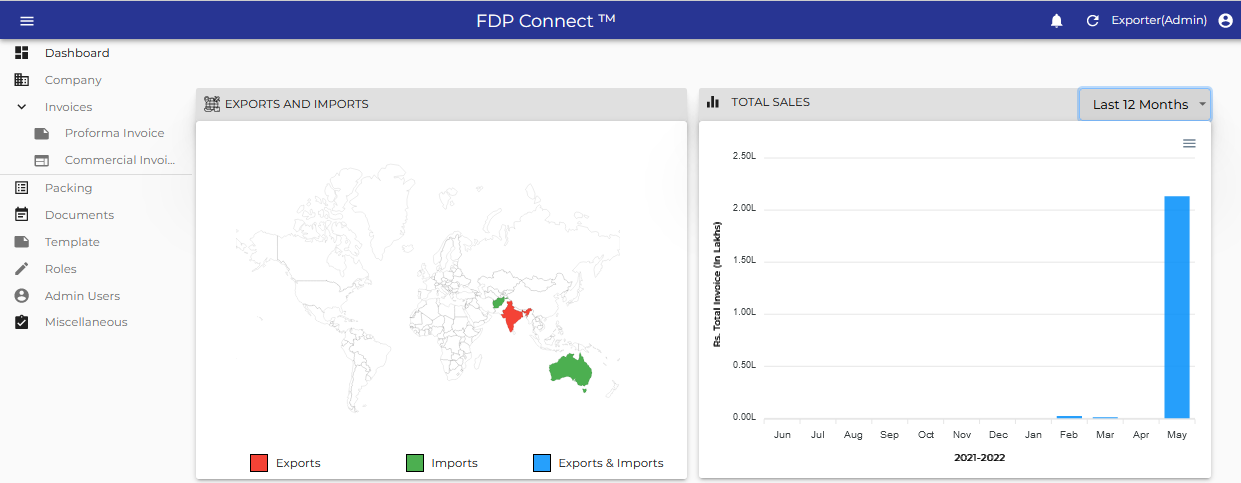 FDP Connect ™
Exporter(Admin)
Dashboard
Company
Invoices
Proforma Invoice
Commercial Invoi...
Packing
Documents
Template
Roles
Admin Users
Miscellaneous
EXPORTS AND IMPORTS
Exports
Imports
Exports & Imports
TOTAL SALES
Last 12 Months
Rs. Total Invoice (In Lakhs)
2.50L
2.00L
1.50L
1.00L
0.50L
0.00L
Jun Jul Aug Sep Oct Nov Dec Jan Feb Mar Apr May
2021-2022